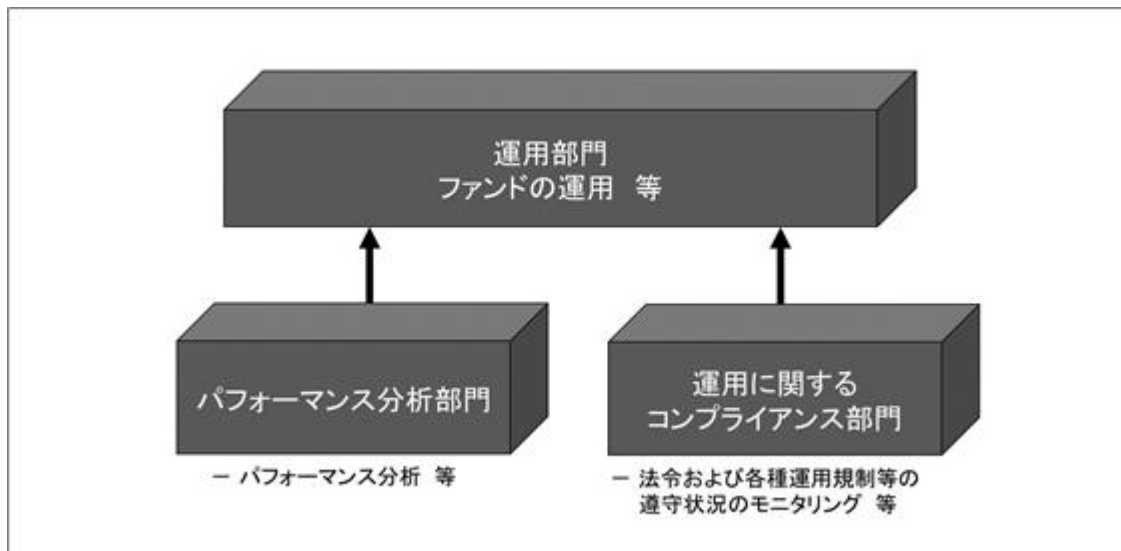 運用部門
ファンドの運用 等
パフォーマンス分析部門
－ パフォーマンス分析 等
運用に関する
コンプライアンス部門
－ 法令および各種運用規制等の
遵守状況のモニタリング 等